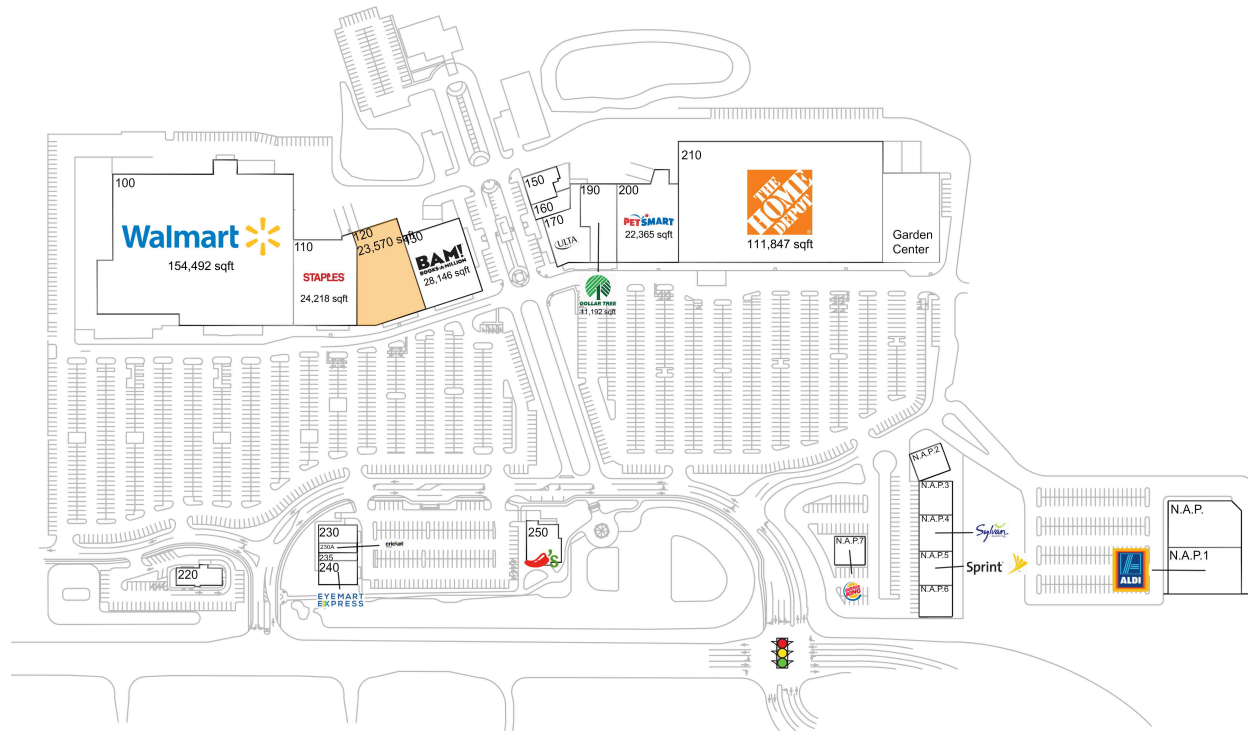 100
Walmart
154,492 sqft
110
STAPLES
24,218 sqft
120
23,570 sqft
130
BAM!
BOOKS-A-MILLION
28,146 sqft
150
160
170
ULTA
190
DOLLAR TREE
11,192 sqft
200
PETSMART
22,365 sqft
210
THE
HOME
DEPOT
111,847 sqft
Garden
Center
220
230
230A
cricket
235
240
EYEMART
EXPRESS
250
's
N.A.P.2
N.A.P.3
N.A.P.4
Sylvan
N.A.P.5
Sprint
N.A.P.6
N.A.P.7
BURGER
KING
N.A.P.
N.A.P.1
ALDI